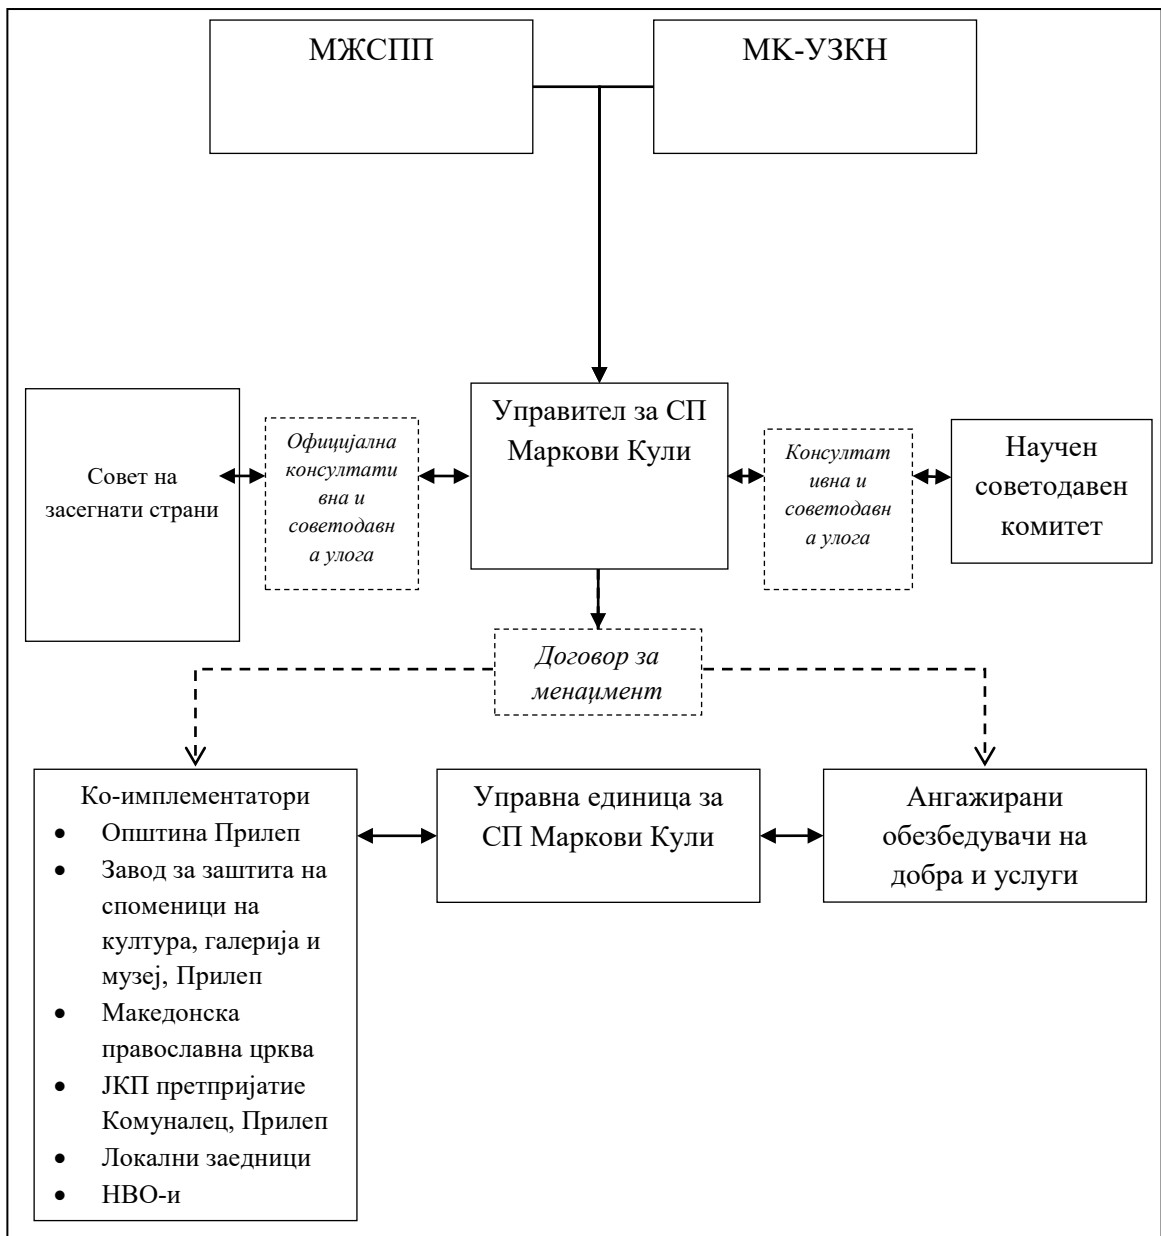 МЖСПП
МК-УЗКН
Совет на
засегнати страни
Официјална
консултати
вна и
советодавн
а улога
Управител за СП
Маркови Кули
Консултат
ивна и
советодавн
а улога
Научен
советодавен
комитет
Договор за
менаџмент
Ко-имплементатори
• Општина Прилеп
• Завод за заштита на
споменици на
култура, галерија и
музеј, Прилеп
• Македонска
православна црква
• ЈКП претпријатие
Комуналец, Прилеп
• Локални заедници
• НВО-и
Управна единица за
СП Маркови Кули
Ангажирани
обезбедувачи на
добра и услуги